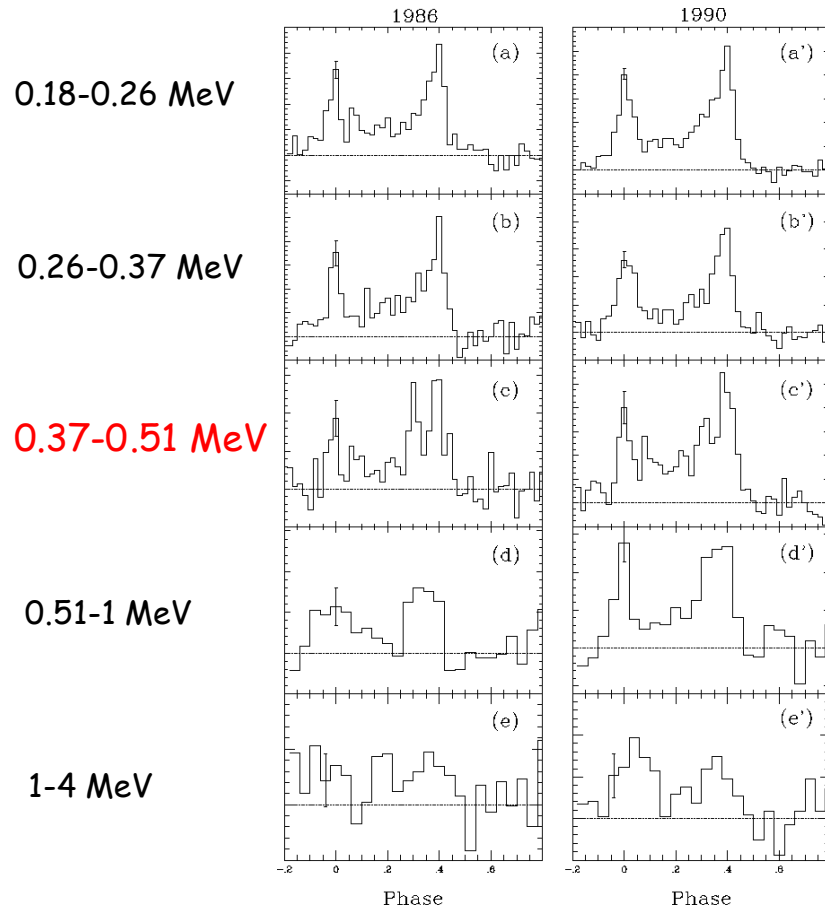 1986 1990
0.18-0.26 MeV (a) (a')
0.26-0.37 MeV (b) (b')
0.37-0.51 MeV (c) (c')
0.51-1 MeV (d) (d')
1-4 MeV (e) (e')
-.2 0 .2 .4 .6 -.2 0 .2 .4 .6
Phase Phase